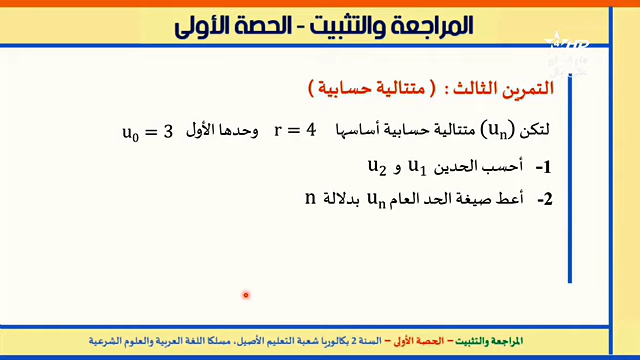 المراجعة والتثبيت - الحصة الأولى
التمرين الثالث : ( متتالية حسابية )
لتكن (uₙ) متتالية حسابية أساسها r = 4 وحدها الأول u₀ = 3
1- أحسب الحدين u₁ و u₂
2- أعط صيغة الحد العام uₙ بدلالة n
المراجعة والتثبيت – الحصة الأولى – السنة 2 بكالوريا شعبة التعليم الأصيل، مسلكا اللغة العربية والعلوم الشرعية